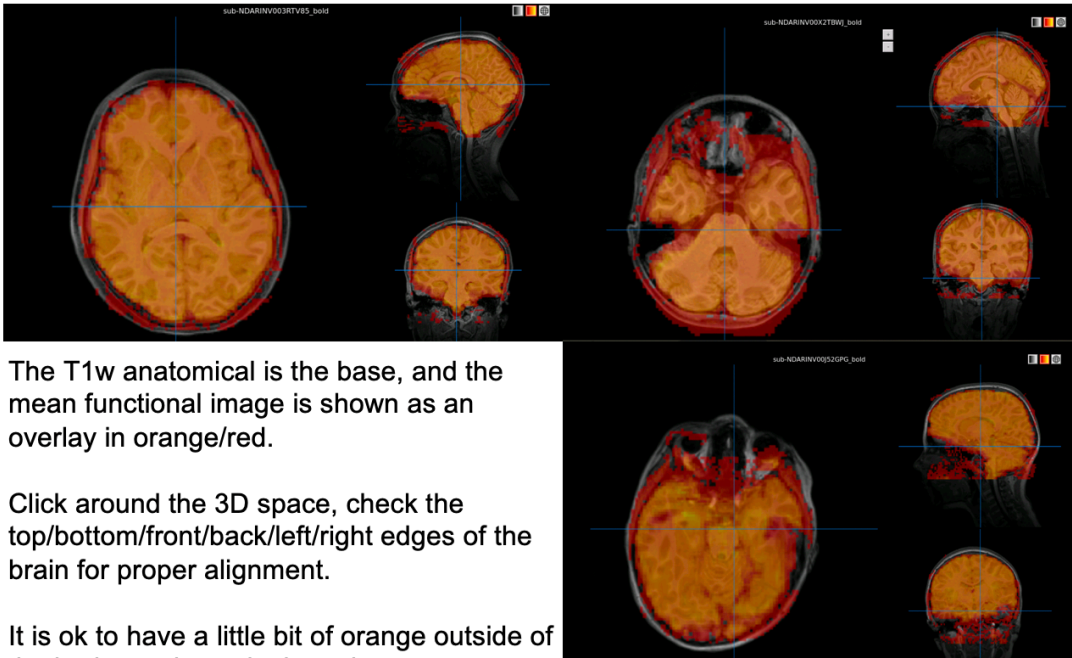 sub-NDARINV003RTV85_bold
sub-NDARINV00X2TBWJ_bold
The T1w anatomical is the base, and the
mean functional image is shown as an
overlay in orange/red.
Click around the 3D space, check the
top/bottom/front/back/left/right edges of the
brain for proper alignment.
It is ok to have a little bit of orange outside of
sub-NDARINV00J52GPG_bold